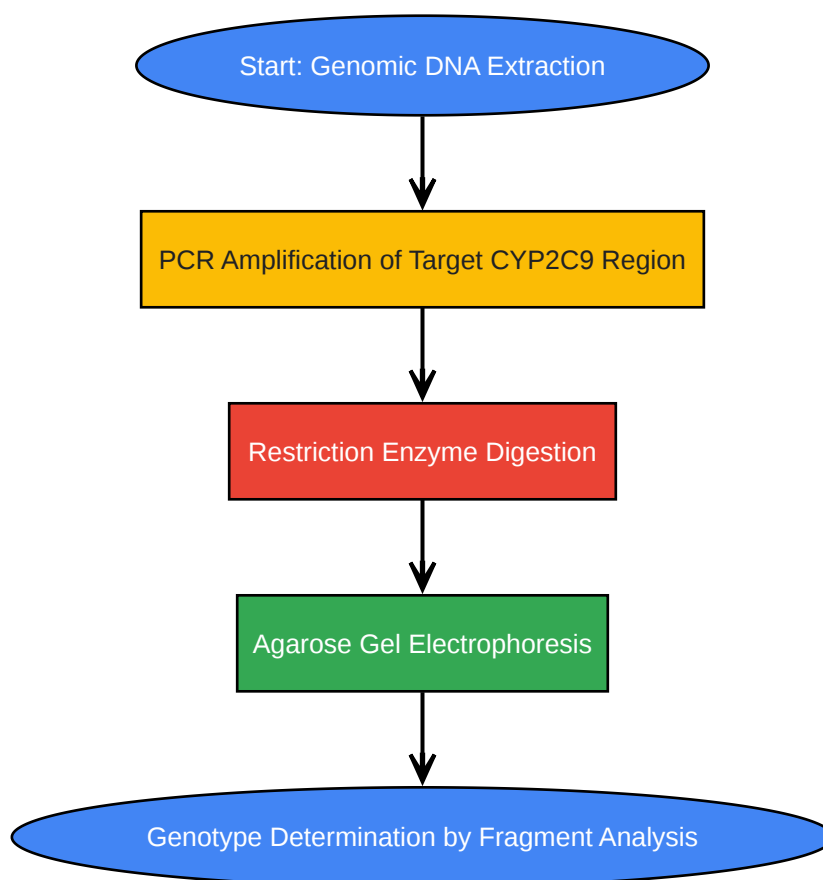 Start: Genomic DNA Extraction
PCR Amplification of Target CYP2C9 Region
Restriction Enzyme Digestion
Agarose Gel Electrophoresis
Genotype Determination by Fragment Analysis